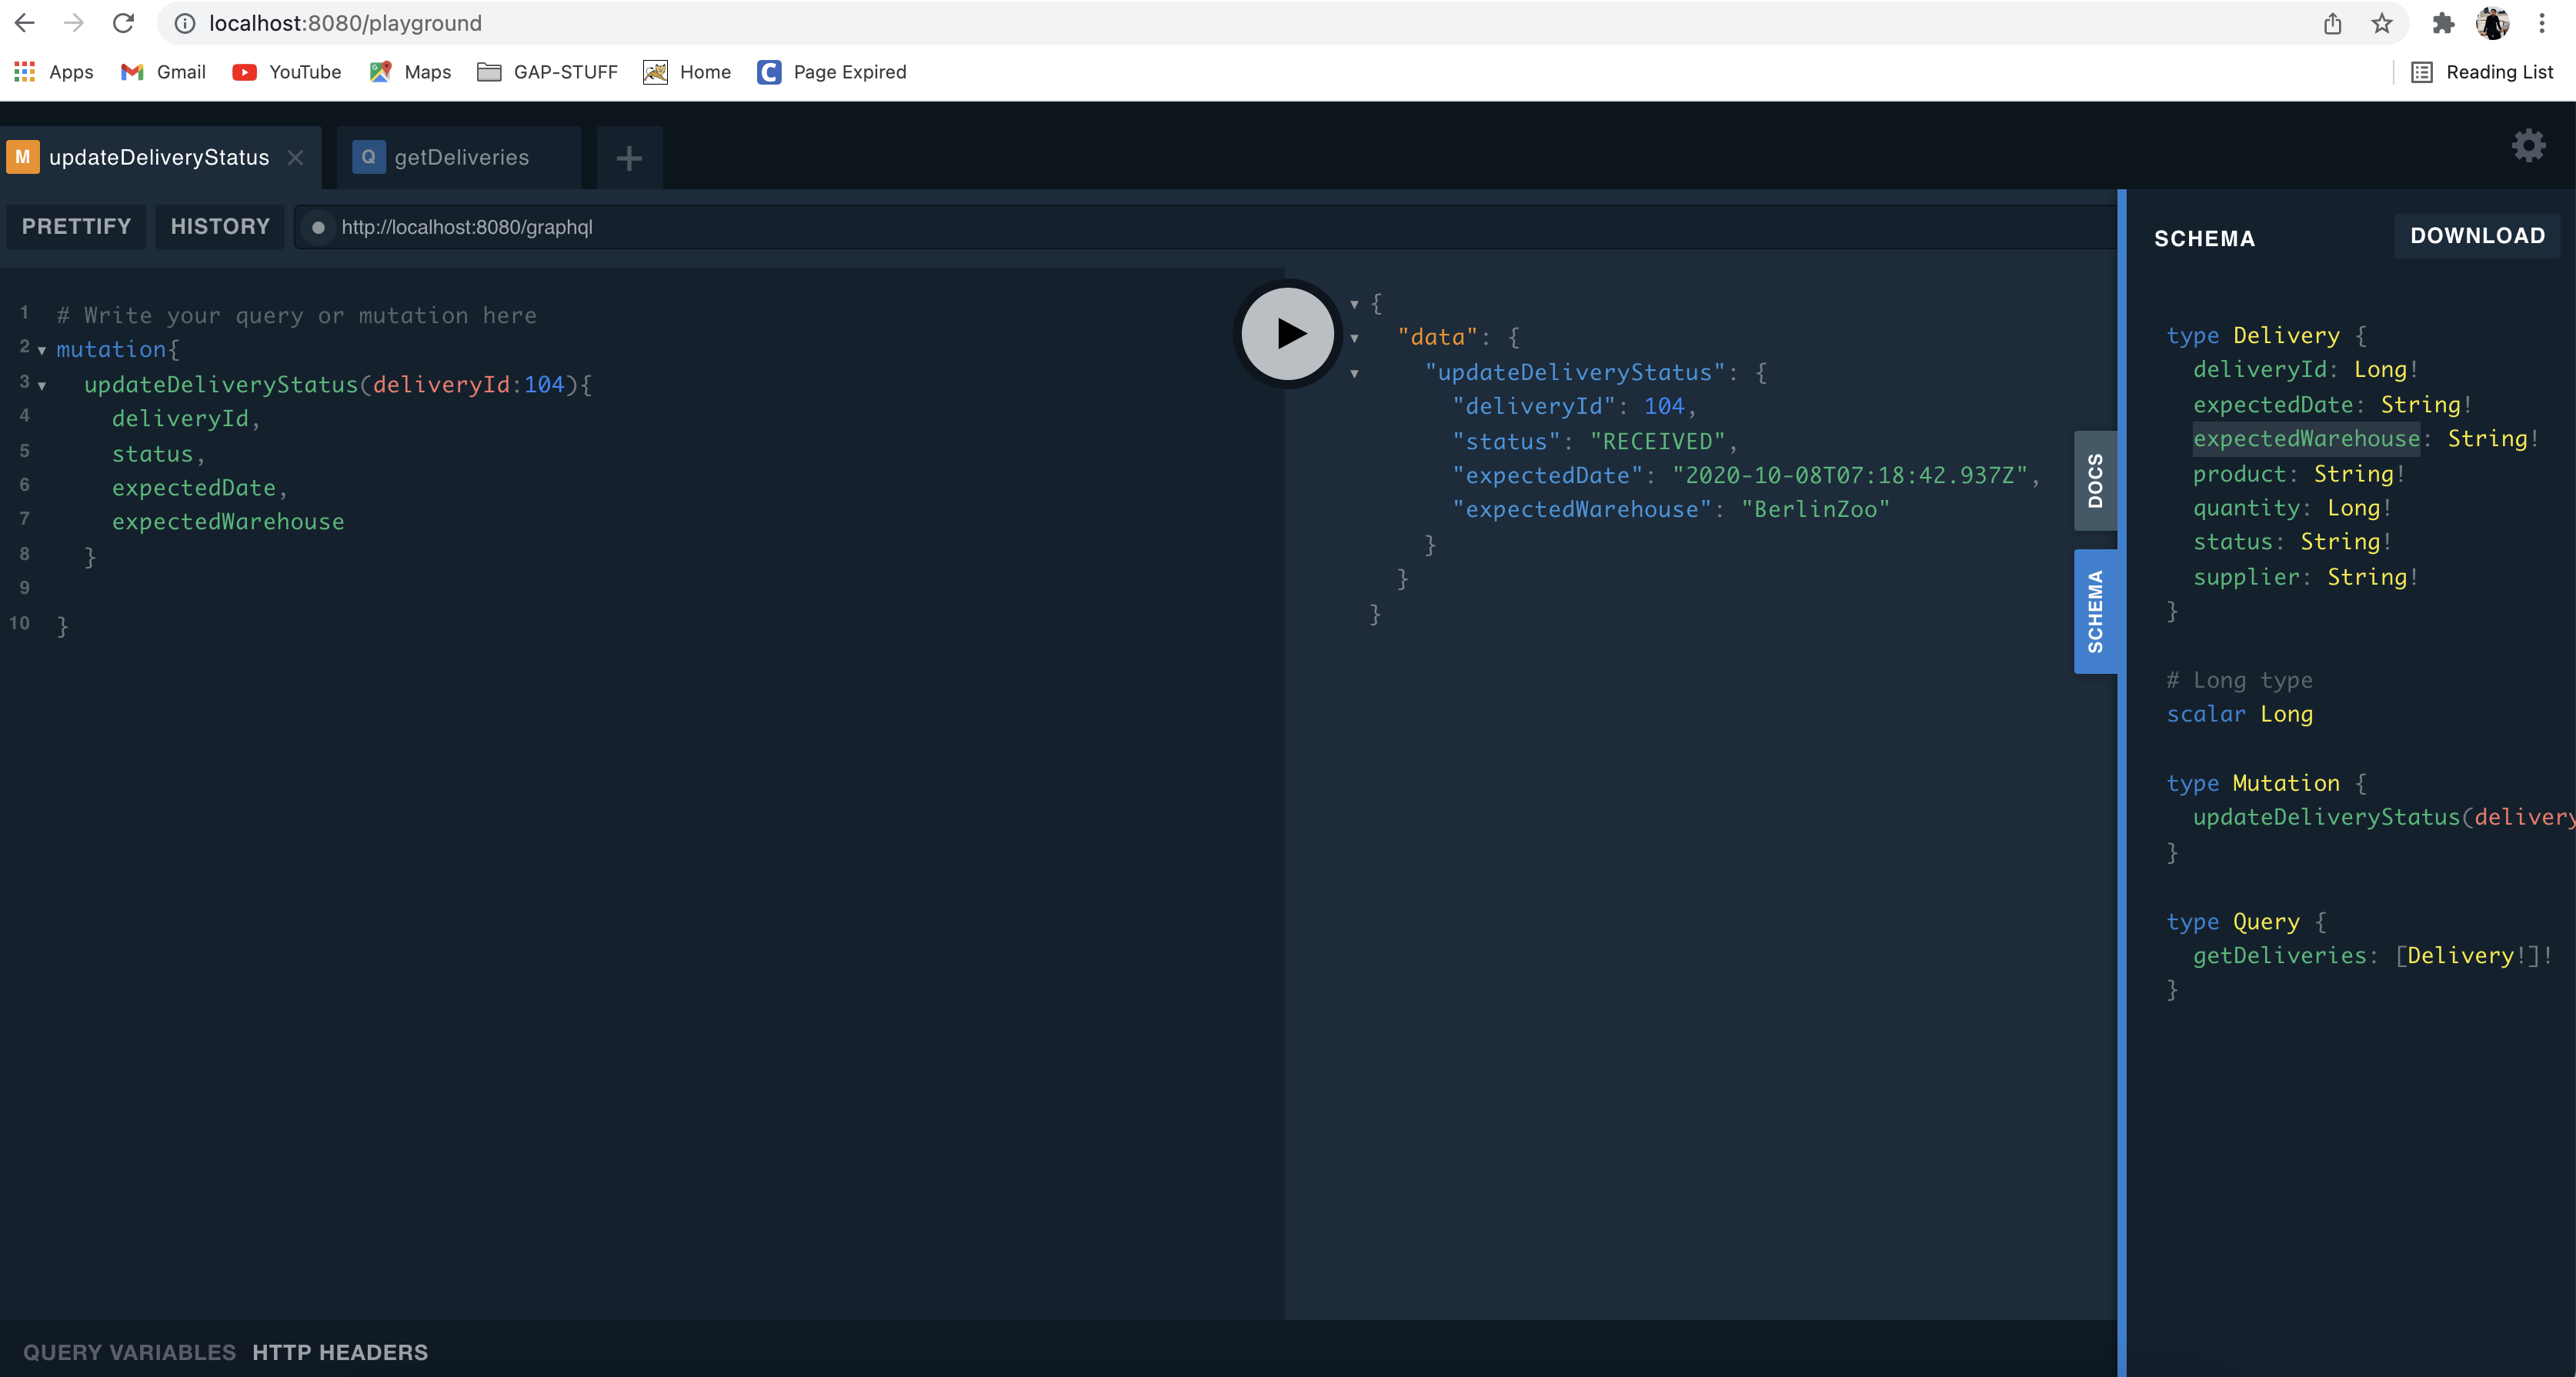 localhost:8080/playground
Apps Gmail YouTube Maps GAP-STUFF Home C Page Expired Reading List
M updateDeliveryStatus Q getDeliveries
PRETTIFY HISTORY http://localhost:8080/graphql
1 # Write your query or mutation here
2 mutation{
3 updateDeliveryStatus(deliveryId:104){
4 deliveryId,
5 status,
6 expectedDate,
7 expectedWarehouse
8 }
9
10 }
{
"data": {
"updateDeliveryStatus": {
"deliveryId": 104,
"status": "RECEIVED",
"expectedDate": "2020-10-08T07:18:42.937Z",
"expectedWarehouse": "BerlinZoo"
}
}
}
DOCS
SCHEMA
SCHEMA DOWNLOAD
type Delivery {
deliveryId: Long!
expectedDate: String!
expectedWarehouse: String!
product: String!
quantity: Long!
status: String!
supplier: String!
}
# Long type
scalar Long
type Mutation {
updateDeliveryStatus(delivery
}
type Query {
getDeliveries: [Delivery!]!
}
QUERY VARIABLES HTTP HEADERS